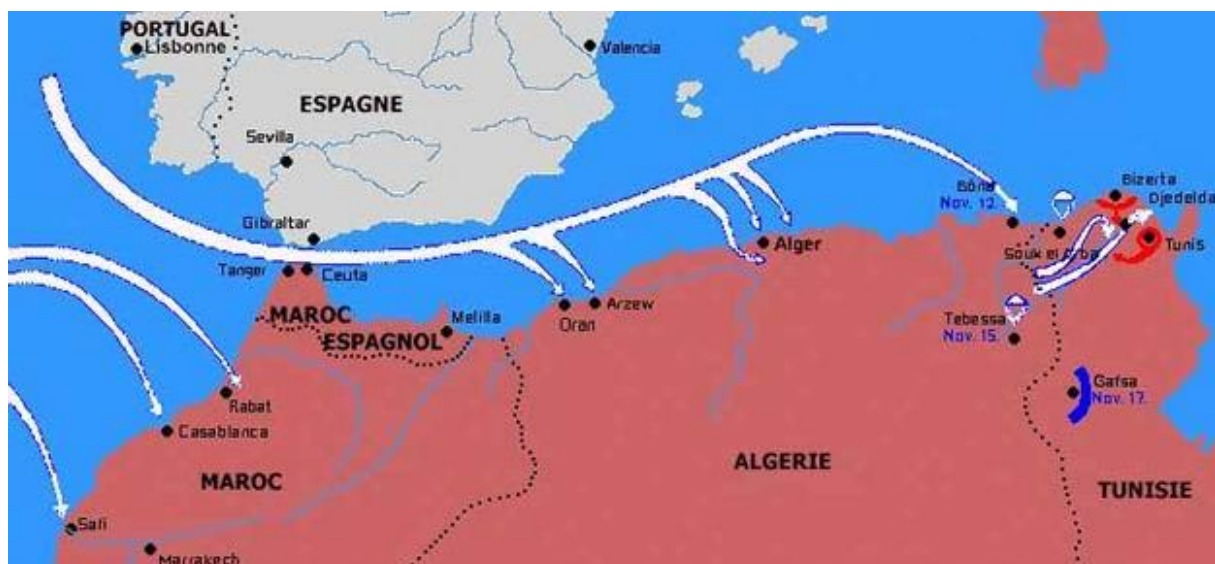 PORTUGAL
Lisbonne
Valencia
ESPAGNE
Sevilla
Gibraltar
Tanger
Ceuta
MAROC
ESPAGNOL
Melilla
Oran
Arzew
Alger
Bône
Nov. 12.
Bizerta
Djedeida
Tunis
Souk el Arba
Tebessa
Nov. 15.
Gafsa
Nov. 17.
Rabat
Casablanca
MAROC
ALGERIE
TUNISIE
Safi
Marrakech